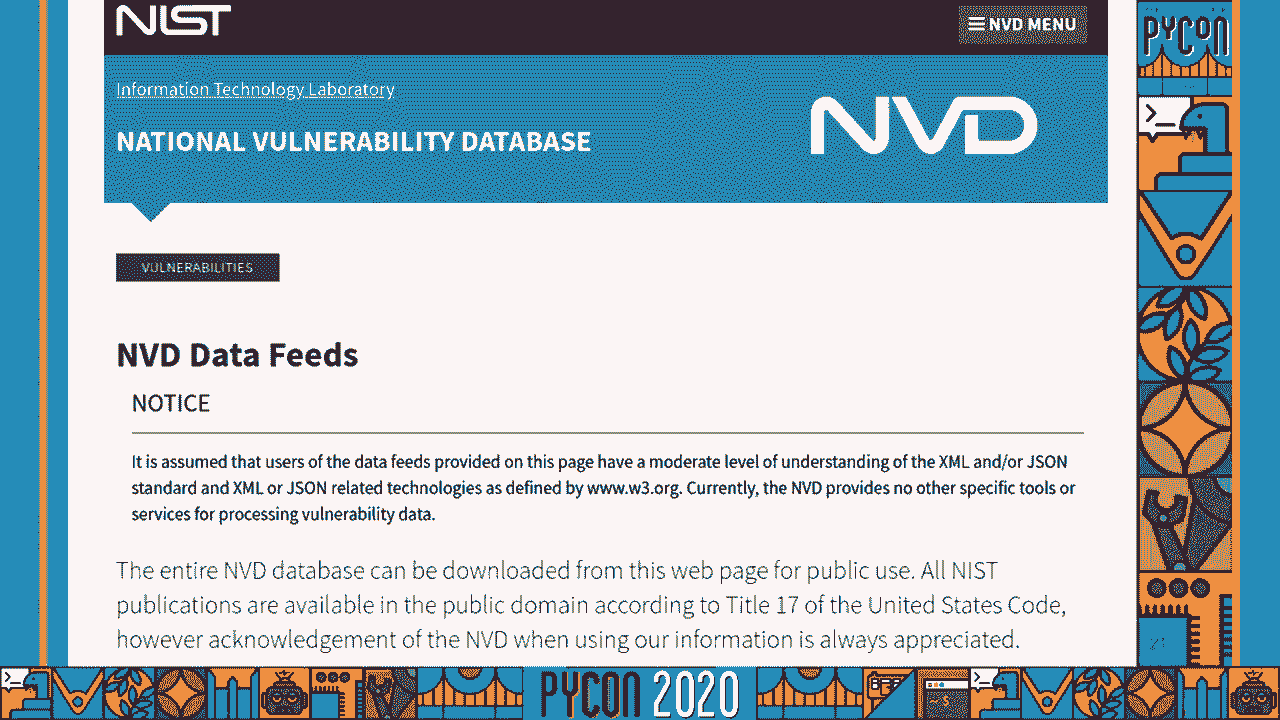 NIST
NVD MENU
PYCON
Information Technology Laboratory
NATIONAL VULNERABILITY DATABASE
NVD
VULNERABILITIES
NVD Data Feeds
NOTICE
It is assumed that users of the data feeds provided on this page have a moderate level of understanding of the XML and/or JSON
standard and XML or JSON related technologies as defined by www.w3.org. Currently, the NVD provides no other specific tools or
services for processing vulnerability data.
The entire NVD database can be downloaded from this web page for public use. All NIST
publications are available in the public domain according to Title 17 of the United States Code,
however acknowledgement of the NVD when using our information is always appreciated.
PYCON 2020